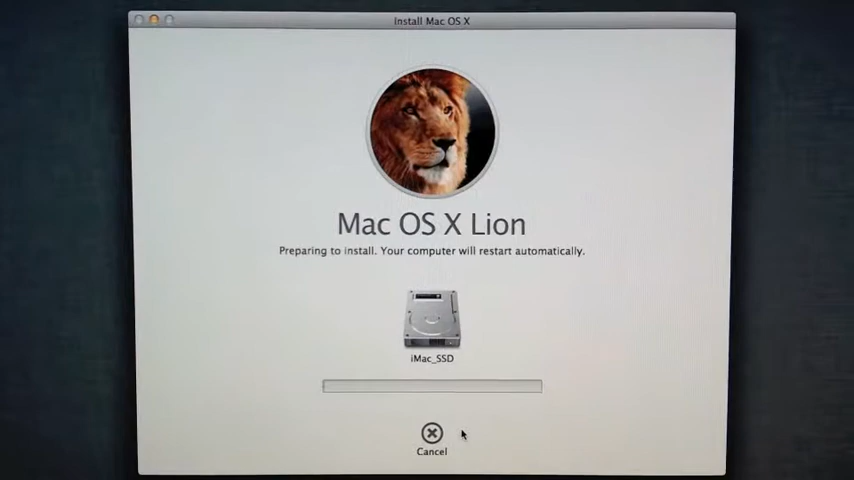 Install Mac OS X
Mac OS X Lion
Preparing to install. Your computer will restart automatically.
iMac_SSD
Cancel